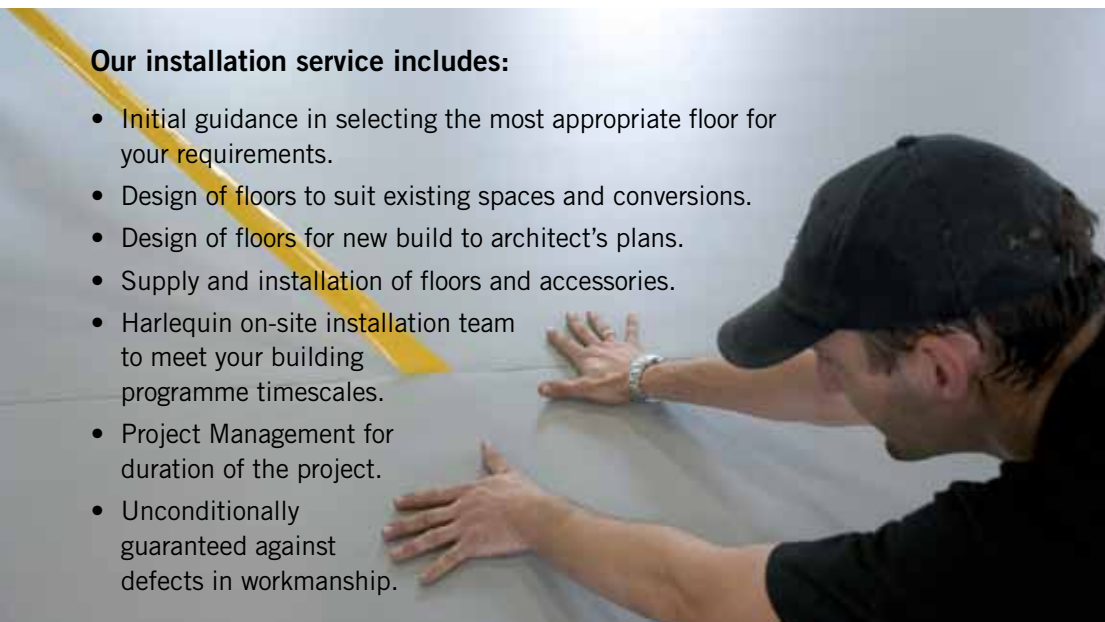 Our installation service includes:
• Initial guidance in selecting the most appropriate floor for
your requirements.
• Design of floors to suit existing spaces and conversions.
• Design of floors for new build to architect's plans.
• Supply and installation of floors and accessories.
• Harlequin on-site installation team
to meet your building
programme timescales.
• Project Management for
duration of the project.
• Unconditionally
guaranteed against
defects in workmanship.